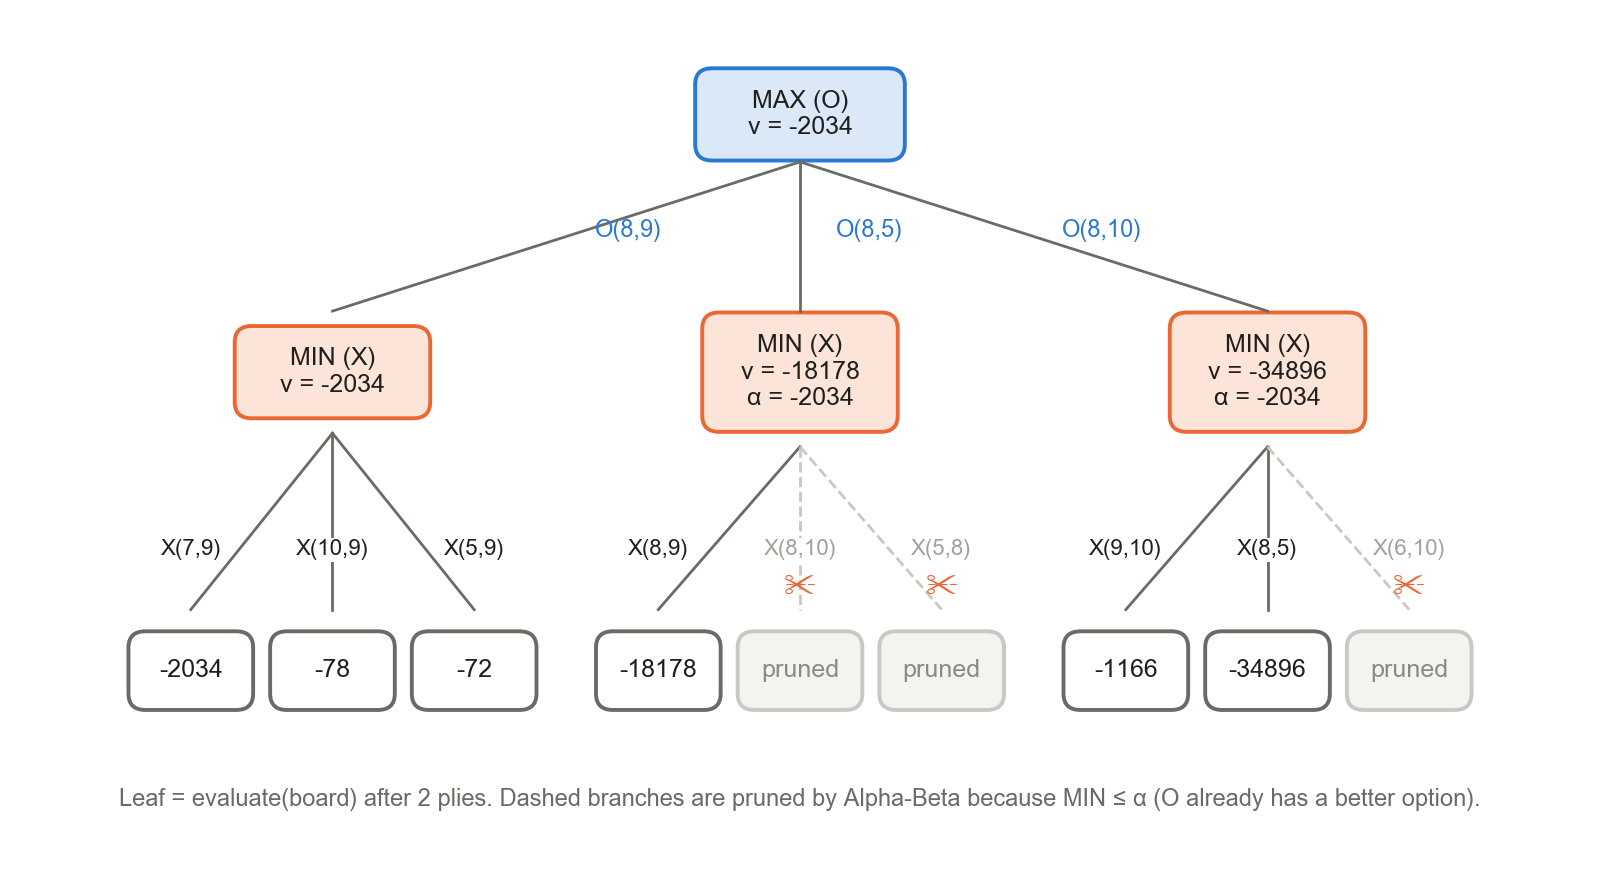 MAX (O)
v = -2034
O(8,9)
O(8,5)
O(8,10)
MIN (X)
v = -2034
MIN (X)
v = -18178
α = -2034
MIN (X)
v = -34896
α = -2034
X(7,9)
X(10,9)
X(5,9)
X(8,9)
X(8,10)
X(5,8)
X(9,10)
X(8,5)
X(6,10)
-2034
-78
-72
-18178
pruned
pruned
-1166
-34896
pruned
Leaf = evaluate(board) after 2 plies. Dashed branches are pruned by Alpha-Beta because MIN ≤ α (O already has a better option).